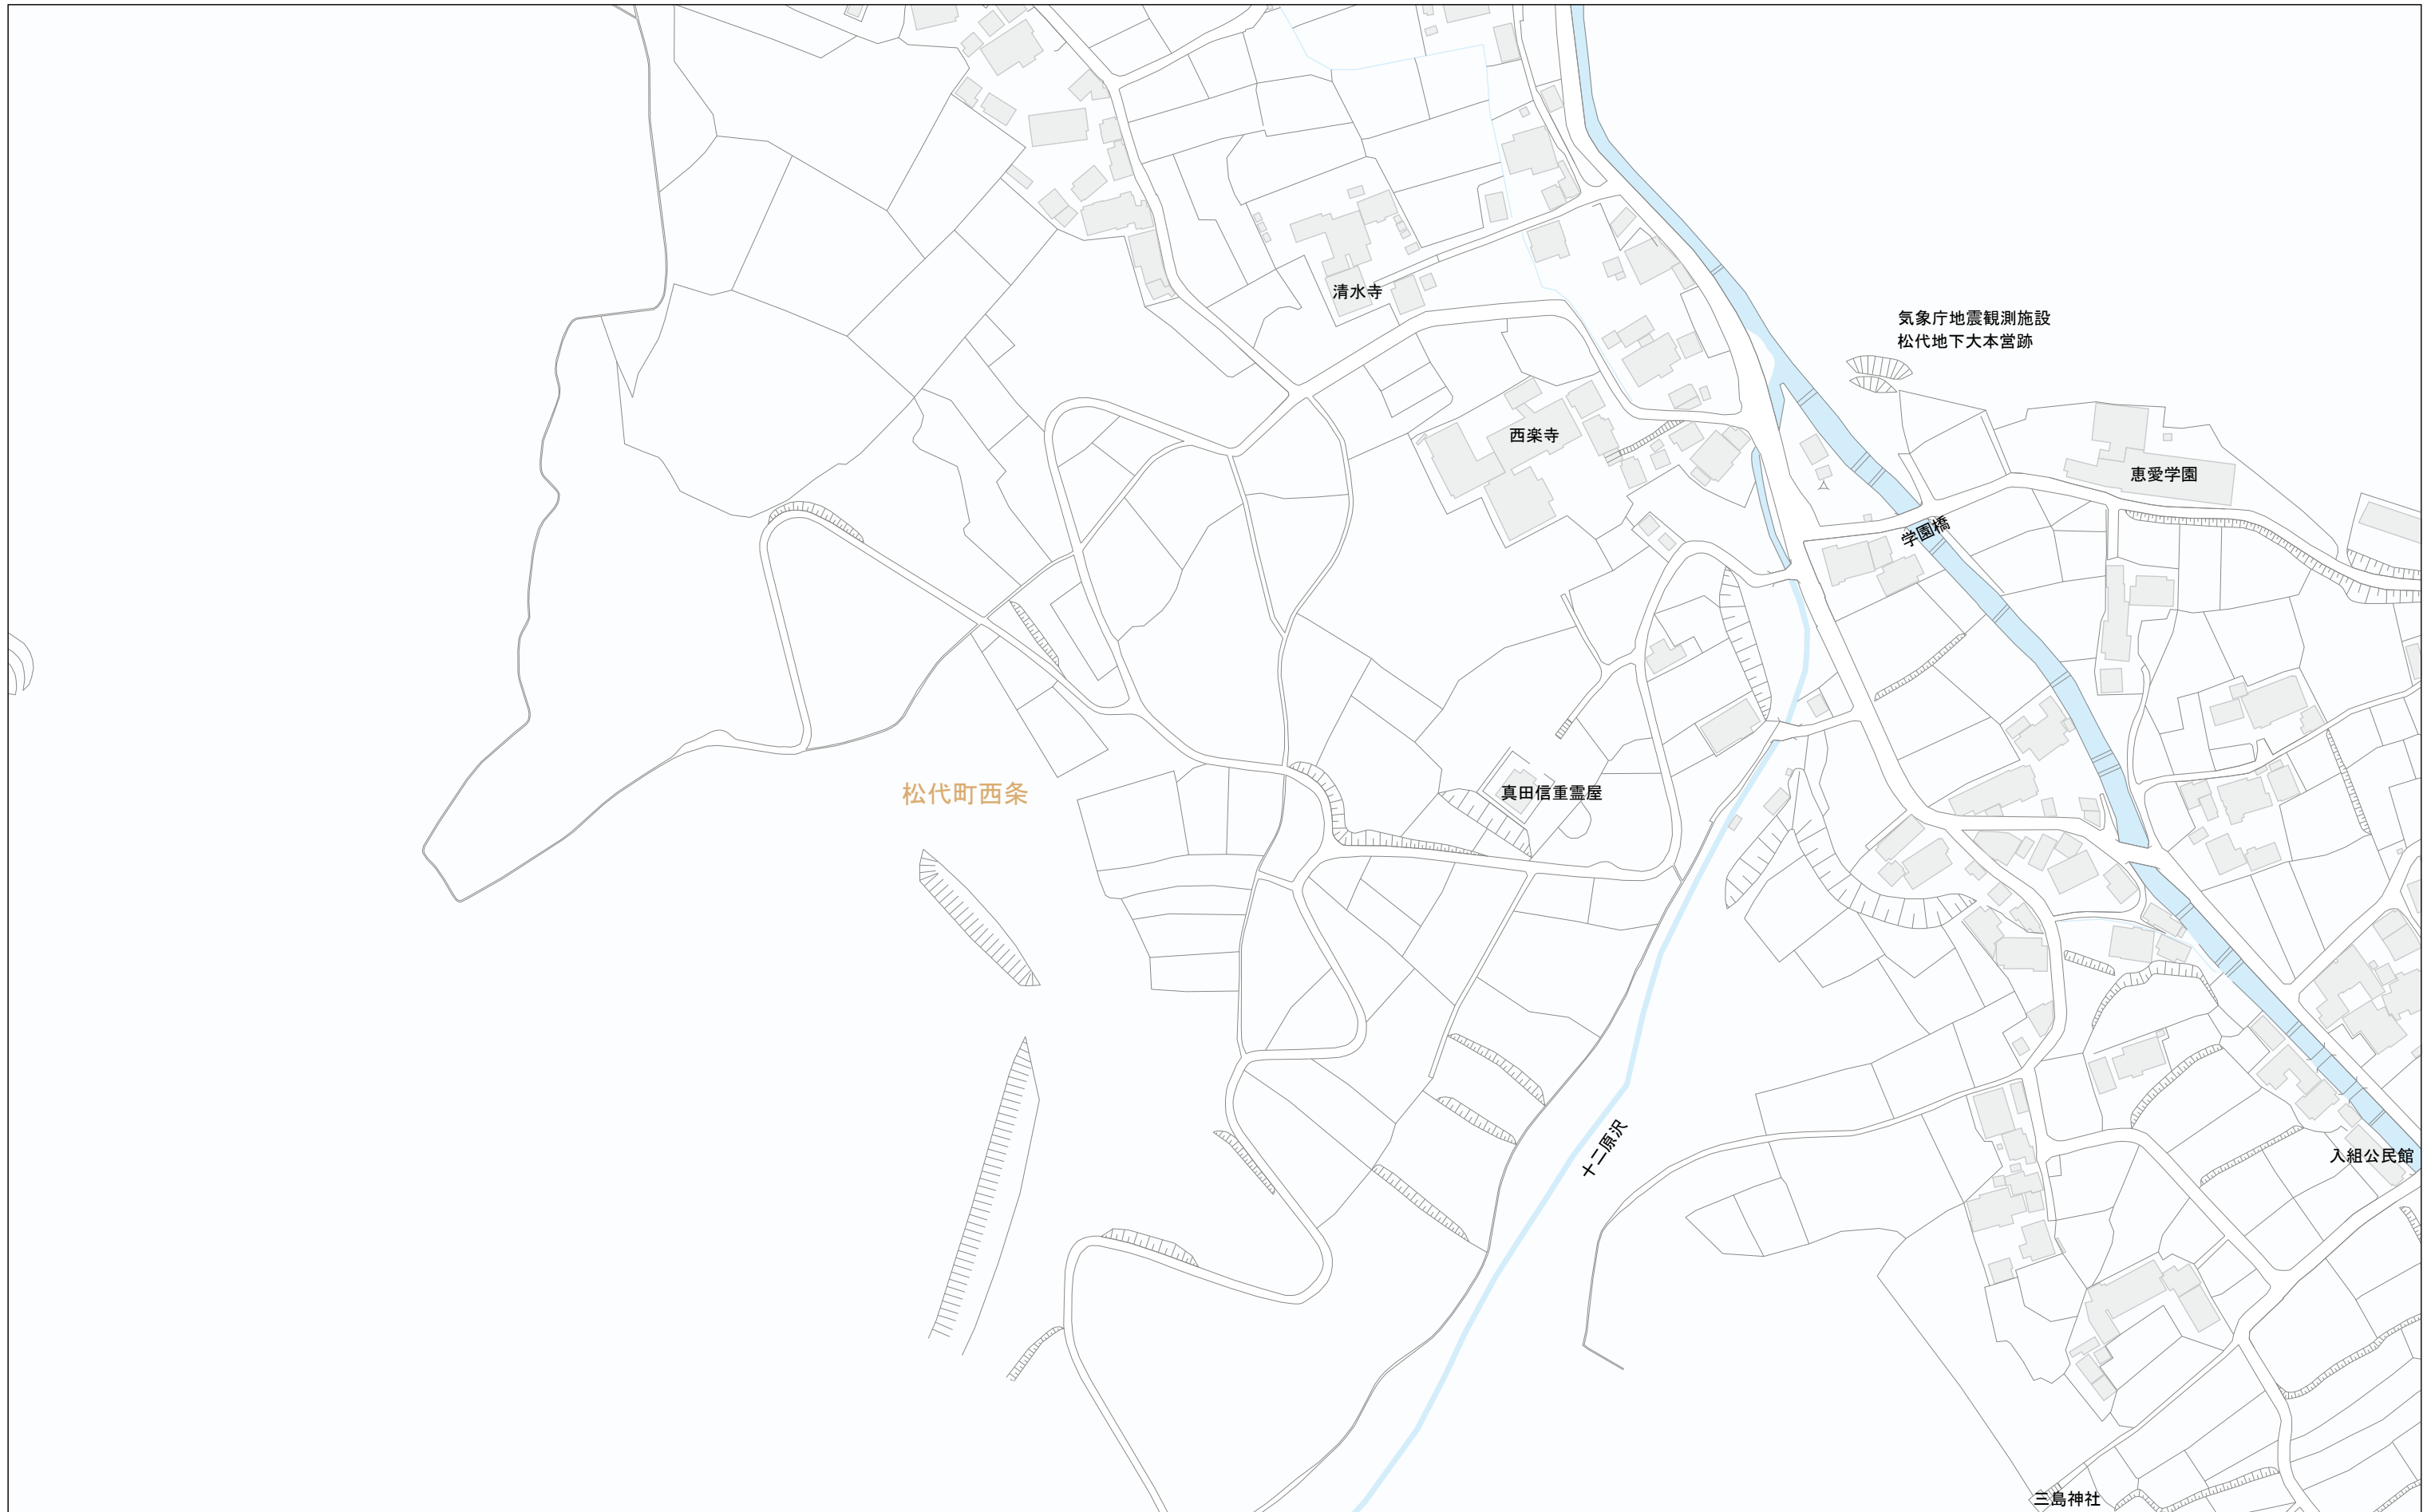 清水寺
気象庁地震観測施設
松代地下大本営跡
西楽寺
恵愛学園
学園橋
松代町西条
真田信重霊屋
十二原沢
入組公民館
三島神社